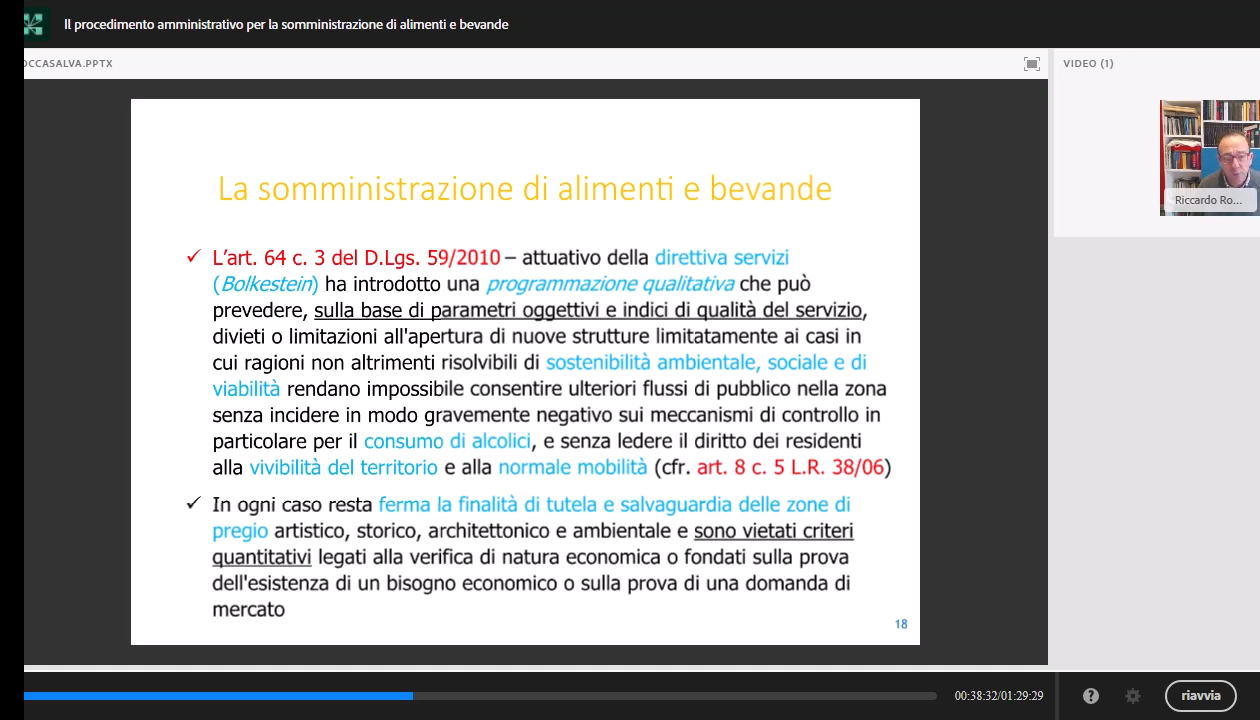 Il procedimento amministrativo per la somministrazione di alimenti e bevande
OCCASALVA.PPTX
VIDEO (1)
La somministrazione di alimenti e bevande
✓ L'art. 64 c. 3 del D.Lgs. 59/2010 – attuativo della direttiva servizi
(Bolkestein) ha introdotto una programmazione qualitativa che può
prevedere, sulla base di parametri oggettivi e indici di qualità del servizio,
divieti o limitazioni all'apertura di nuove strutture limitatamente ai casi in
cui ragioni non altrimenti risolvibili di sostenibilità ambientale, sociale e di
viabilità rendano impossibile consentire ulteriori flussi di pubblico nella zona
senza incidere in modo gravemente negativo sui meccanismi di controllo in
particolare per il consumo di alcolici, e senza ledere il diritto dei residenti
alla vivibilità del territorio e alla normale mobilità (cfr. art. 8 c. 5 L.R. 38/06)
✓ In ogni caso resta ferma la finalità di tutela e salvaguardia delle zone di
pregio artistico, storico, architettonico e ambientale e sono vietati criteri
quantitativi legati alla verifica di natura economica o fondati sulla prova
dell'esistenza di un bisogno economico o sulla prova di una domanda di
mercato
18
Riccardo Ro...
00:38:32/01:29:29
?
riavvia